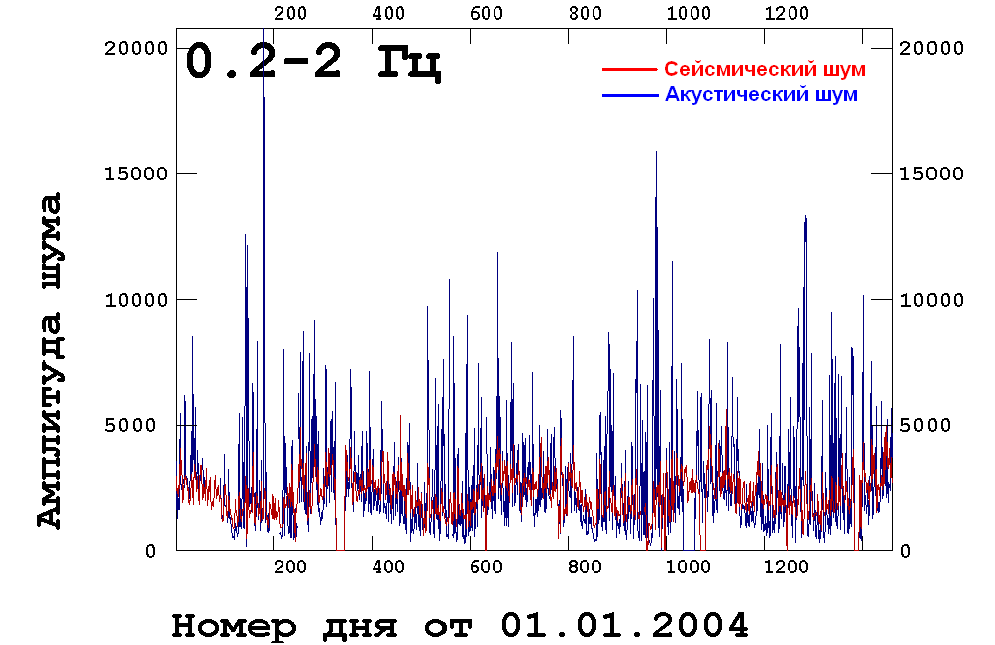 200 400 600 800 1000 1200
20000 0.2-2 Гц 20000
Сейсмический шум
Акустический шум
15000 15000
10000 10000
5000 5000
0 0
Амплитуда шума
200 400 600 800 1000 1200
Номер дня от 01.01.2004